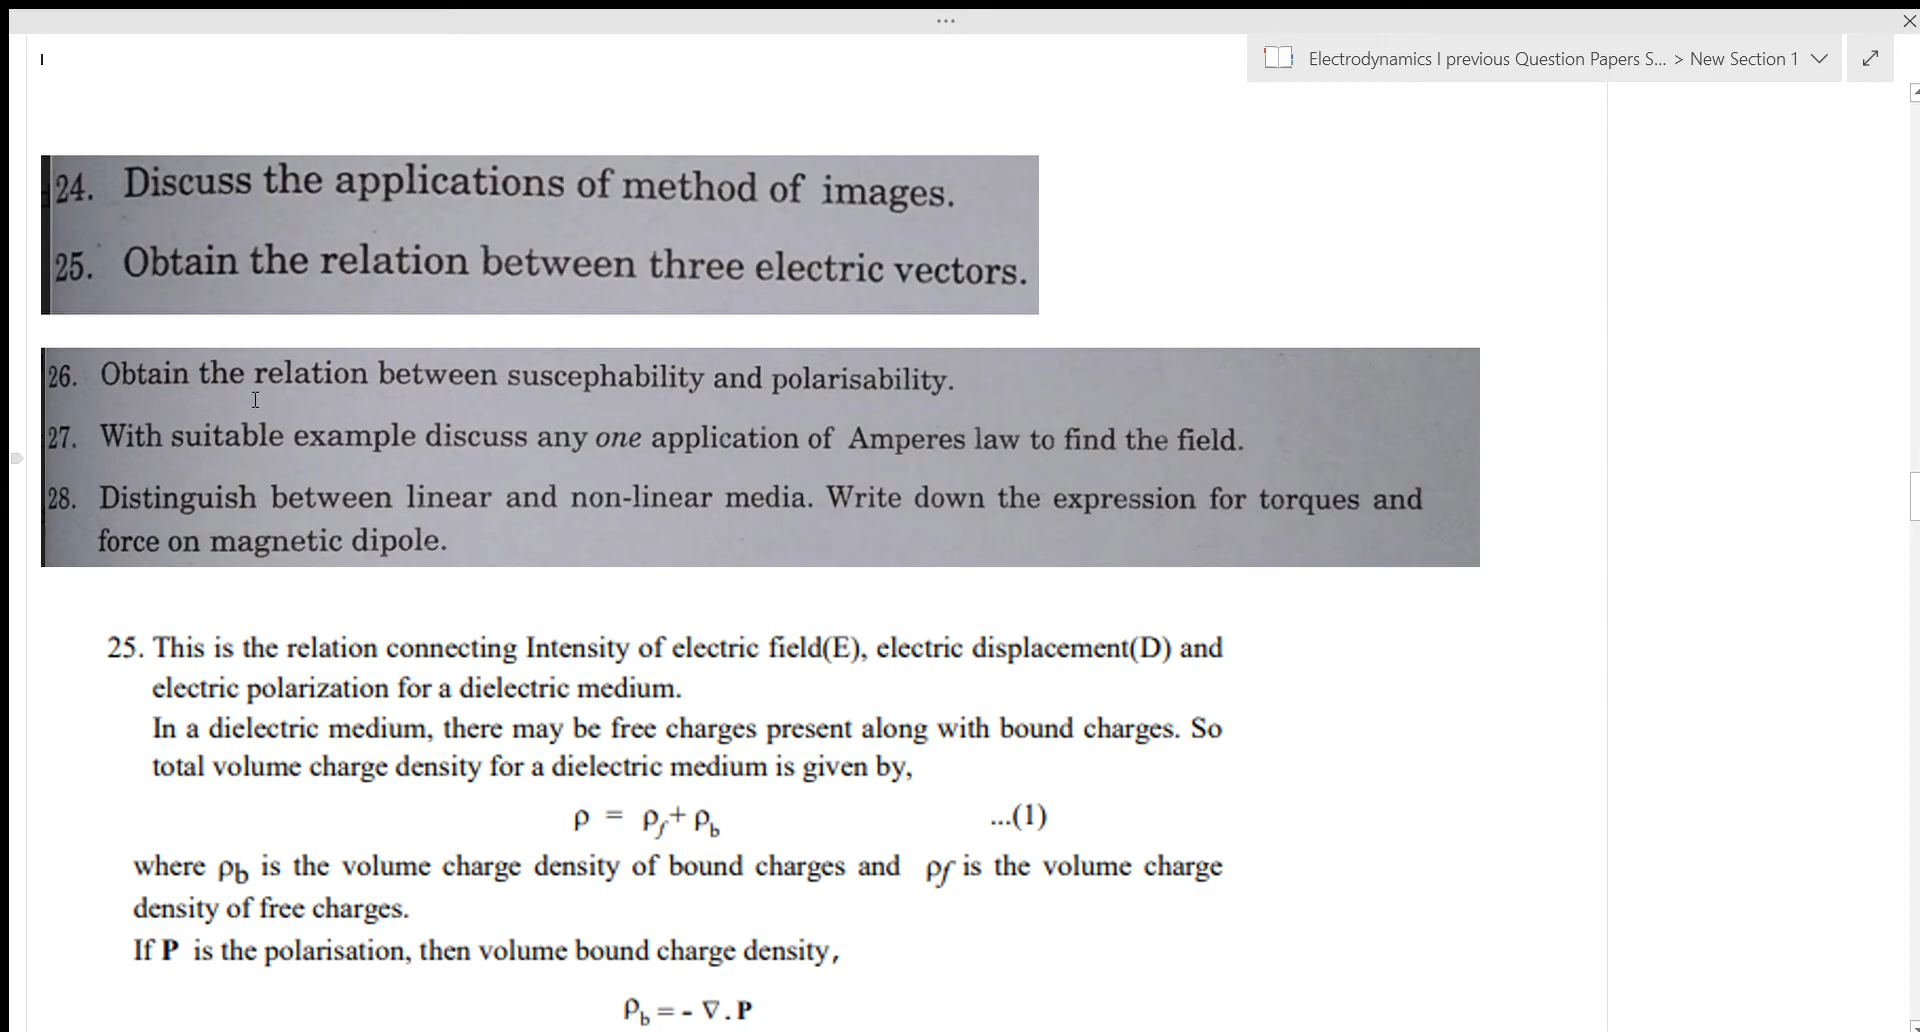 ...
Electrodynamics I previous Question Papers S... > New Section 1
24. Discuss the applications of method of images.
25. Obtain the relation between three electric vectors.
26. Obtain the relation between suscephability and polarisability.
27. With suitable example discuss any one application of Amperes law to find the field.
28. Distinguish between linear and non-linear media. Write down the expression for torques and
force on magnetic dipole.
25. This is the relation connecting Intensity of electric field(E), electric displacement(D) and
electric polarization for a dielectric medium.
In a dielectric medium, there may be free charges present along with bound charges. So
total volume charge density for a dielectric medium is given by,
ρ = ρf + ρb ...(1)
where ρb is the volume charge density of bound charges and ρf is the volume charge
density of free charges.
If P is the polarisation, then volume bound charge density,
ρb = - ∇ . P